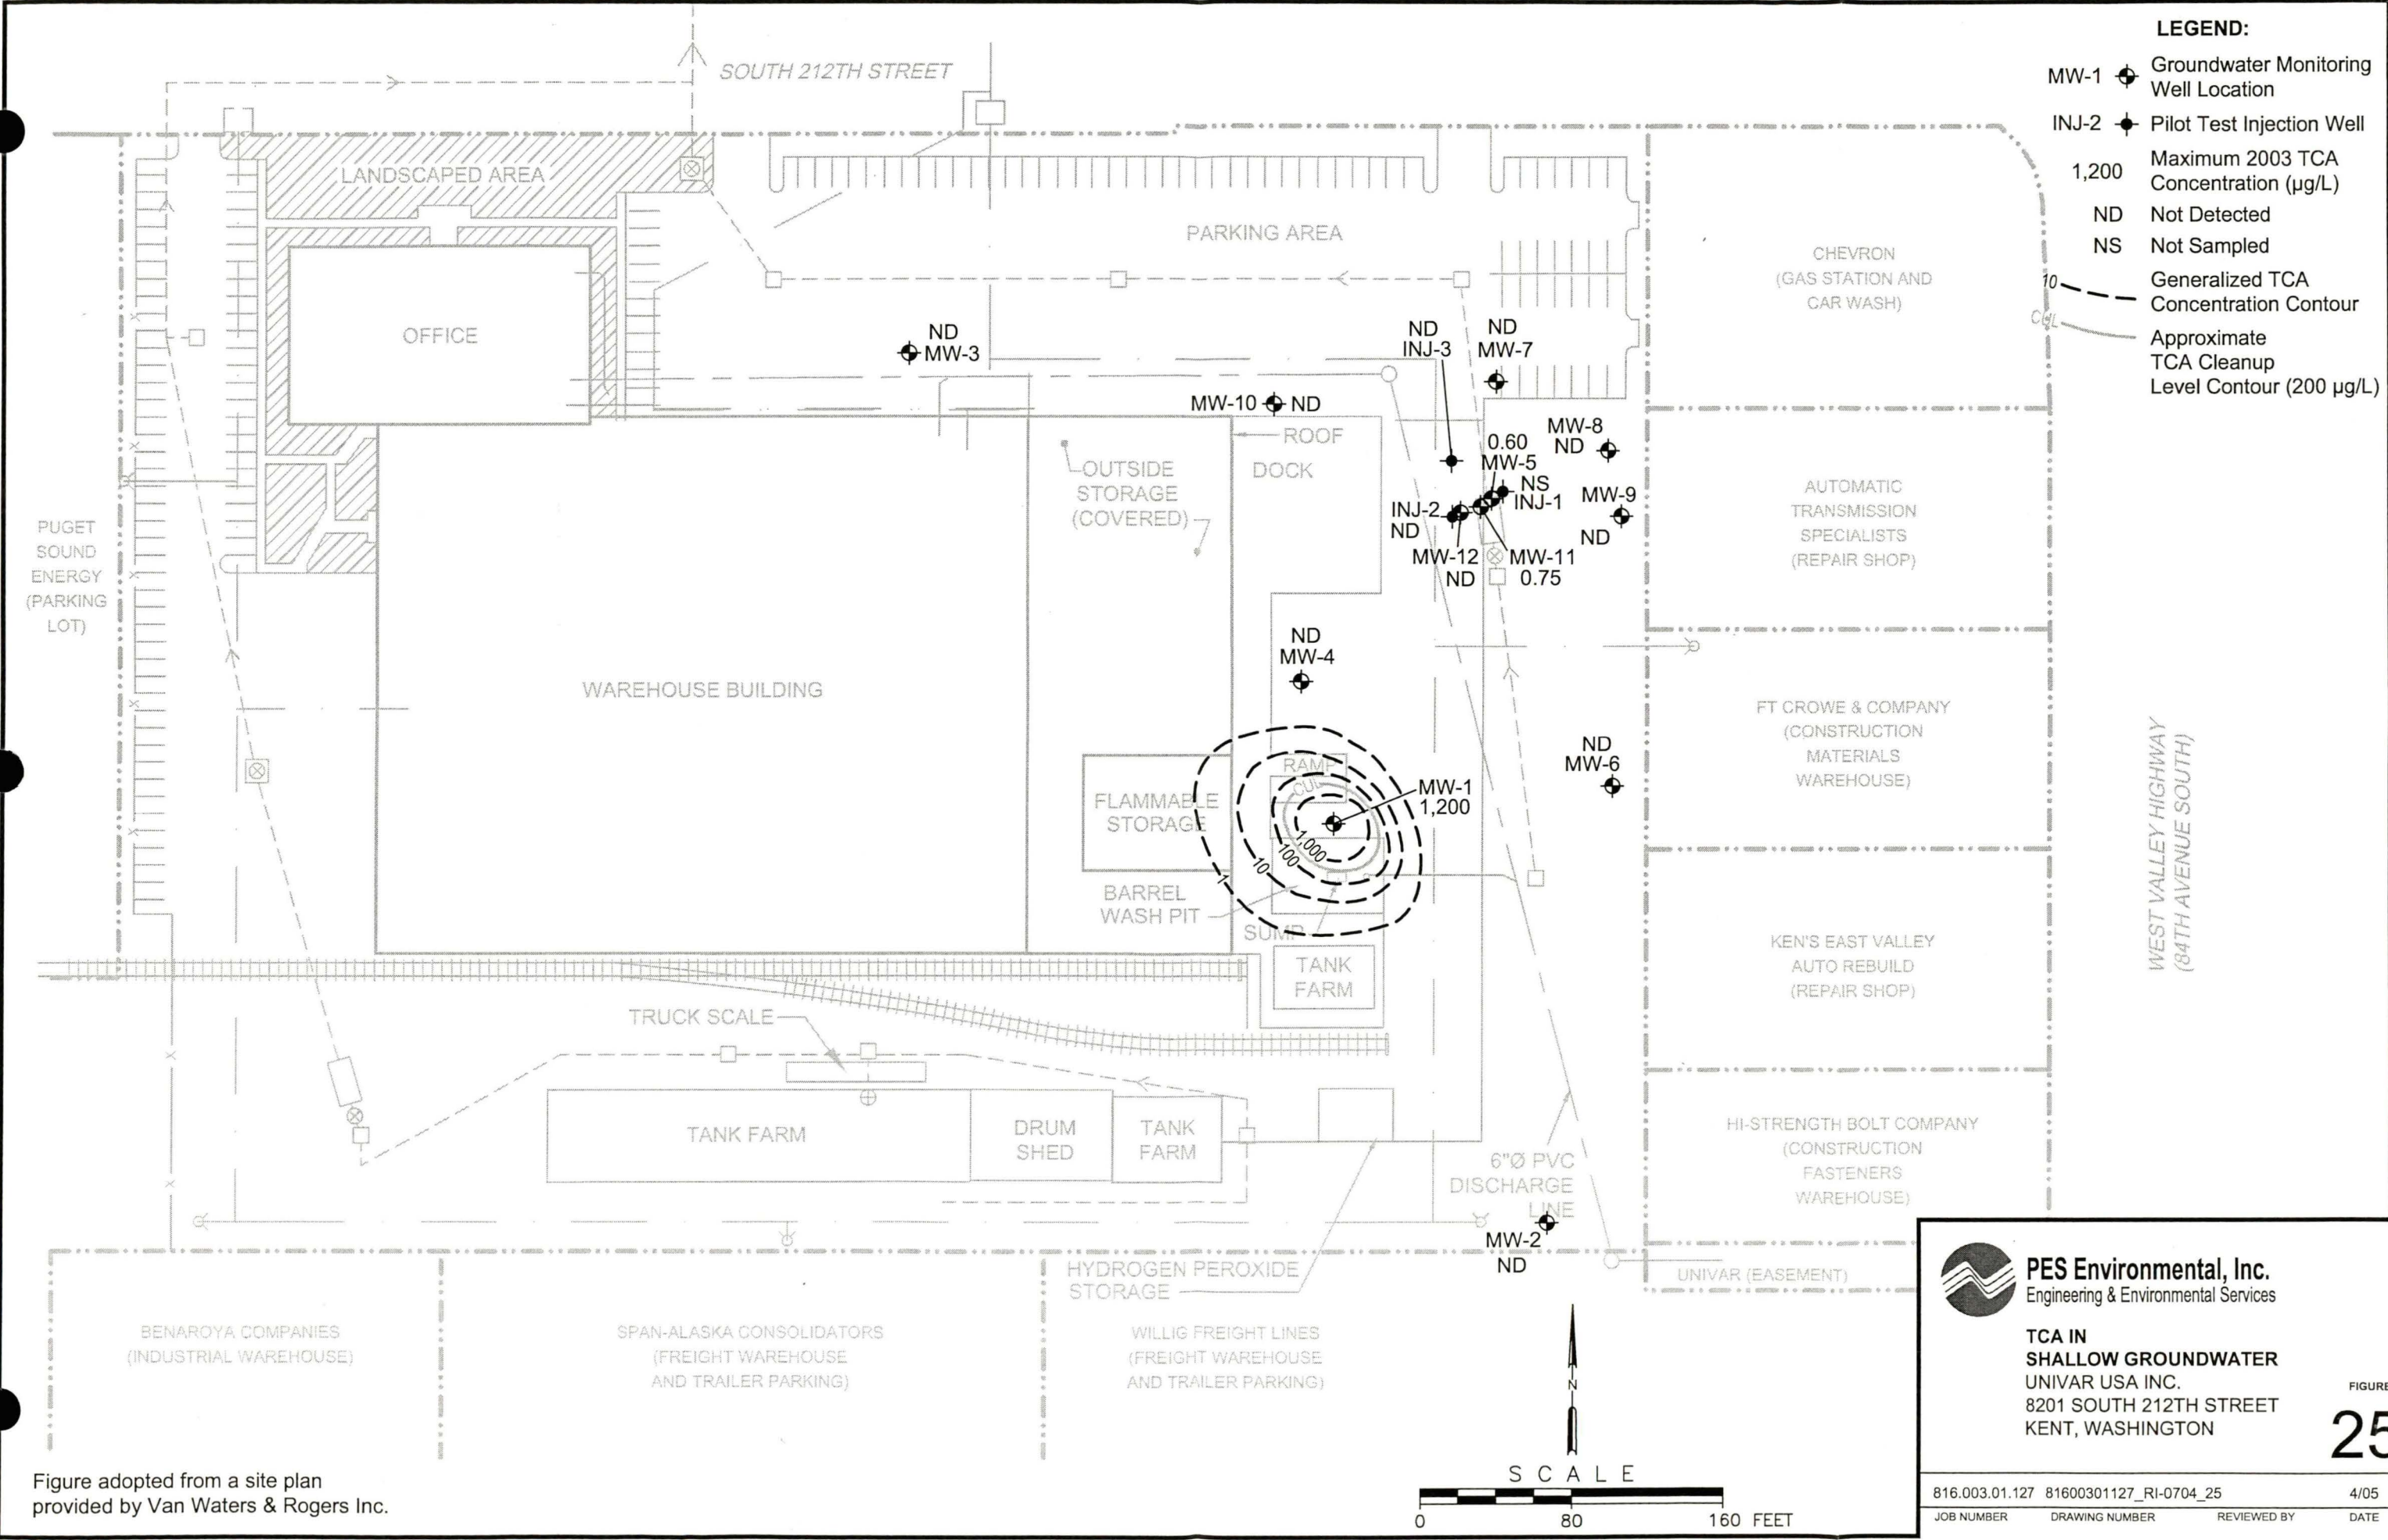 LEGEND:
MW-1 Groundwater Monitoring
Well Location
INJ-2 Pilot Test Injection Well
1,200 Maximum 2003 TCA
Concentration (µg/L)
ND Not Detected
NS Not Sampled
10 Generalized TCA
Concentration Contour
CUL Approximate
TCA Cleanup
Level Contour (200 µg/L)
SOUTH 212TH STREET
LANDSCAPED AREA
PARKING AREA
OFFICE
CHEVRON
(GAS STATION AND
CAR WASH)
ND
MW-3
ND
INJ-3
ND
MW-7
MW-10 ND
ROOF
DOCK
OUTSIDE
STORAGE
(COVERED)
MW-8
ND
0.60
MW-5
NS
INJ-1
MW-9
ND
INJ-2
ND
MW-12
ND
MW-11
0.75
AUTOMATIC
TRANSMISSION
SPECIALISTS
(REPAIR SHOP)
PUGET
SOUND
ENERGY
(PARKING
LOT)
ND
MW-4
WAREHOUSE BUILDING
FT CROWE & COMPANY
(CONSTRUCTION
MATERIALS
WAREHOUSE)
ND
MW-6
WEST VALLEY HIGHWAY
(84TH AVENUE SOUTH)
RAMP
CUL
MW-1
1,200
FLAMMABLE
STORAGE
1,000
100
10
1
BARREL
WASH PIT
SUMP
TANK
FARM
KEN'S EAST VALLEY
AUTO REBUILD
(REPAIR SHOP)
TRUCK SCALE
TANK FARM
DRUM
SHED
TANK
FARM
HI-STRENGTH BOLT COMPANY
(CONSTRUCTION
FASTENERS
WAREHOUSE)
6"Ø PVC
DISCHARGE
LINE
MW-2
ND
HYDROGEN PEROXIDE
STORAGE
UNIVAR (EASEMENT)
BENAROYA COMPANIES
(INDUSTRIAL WAREHOUSE)
SPAN-ALASKA CONSOLIDATORS
(FREIGHT WAREHOUSE
AND TRAILER PARKING)
WILLIG FREIGHT LINES
(FREIGHT WAREHOUSE
AND TRAILER PARKING)
N
SCALE
0 80 160 FEET
Figure adopted from a site plan
provided by Van Waters & Rogers Inc.
PES Environmental, Inc.
Engineering & Environmental Services
TCA IN
SHALLOW GROUNDWATER
UNIVAR USA INC.
8201 SOUTH 212TH STREET
KENT, WASHINGTON
FIGURE
25
816.003.01.127 81600301127_RI-0704_25 4/05
JOB NUMBER DRAWING NUMBER REVIEWED BY DATE